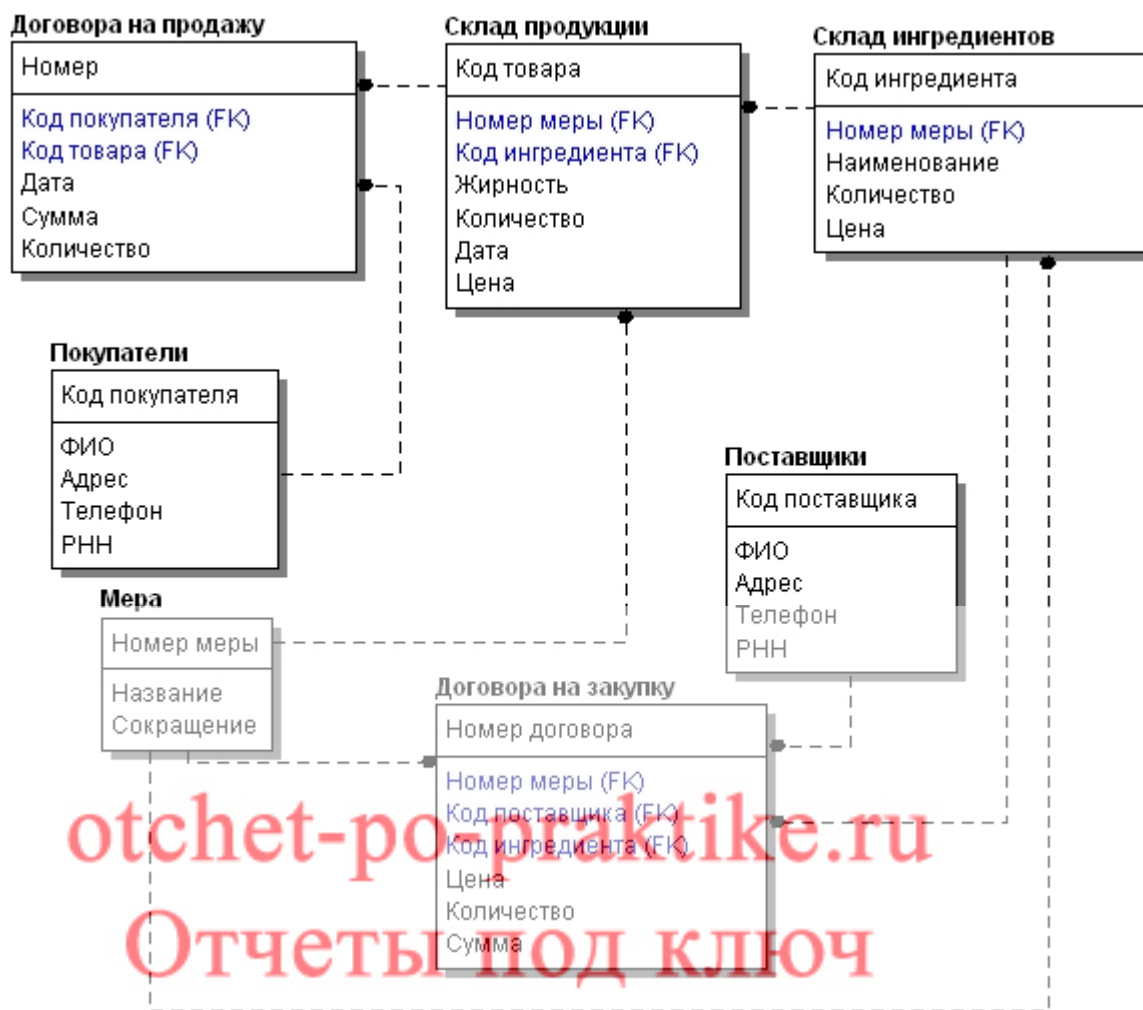 Договора на продажу
Номер
Код покупателя (FK)
Код товара (FK)
Дата
Сумма
Количество
Склад продукции
Код товара
Номер меры (FK)
Код ингредиента (FK)
Жирность
Количество
Дата
Цена
Склад ингредиентов
Код ингредиента
Номер меры (FK)
Наименование
Количество
Цена
Покупатели
Код покупателя
ФИО
Адрес
Телефон
РНН
Поставщики
Код поставщика
ФИО
Адрес
Телефон
РНН
Мера
Номер меры
Название
Сокращение
Договора на закупку
Номер договора
Номер меры (FK)
Код поставщика (FK)
Код ингредиента (FK)
Цена
Количество
Сумма
otchet-po-praktike.ru
Отчеты под ключ